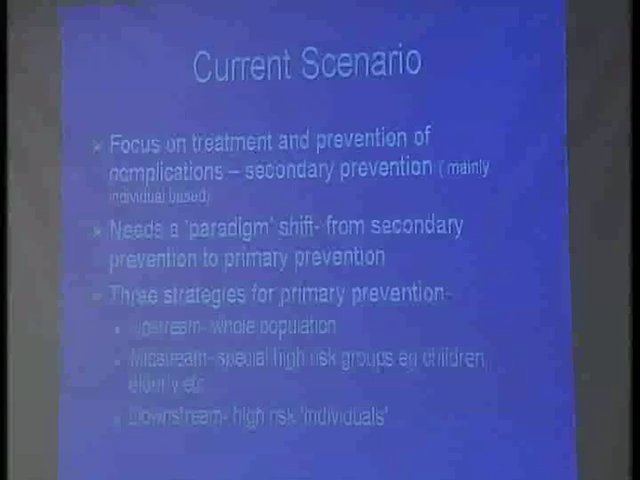 Current Scenario
Focus on treatment and prevention of
complications – secondary prevention ( mainly
individual based)
Needs a 'paradigm' shift- from secondary
prevention to primary prevention
Three strategies for primary prevention-
Upstream- whole population
Midstream- special high risk groups eg children,
elderly etc
Downstream- high risk 'individuals'